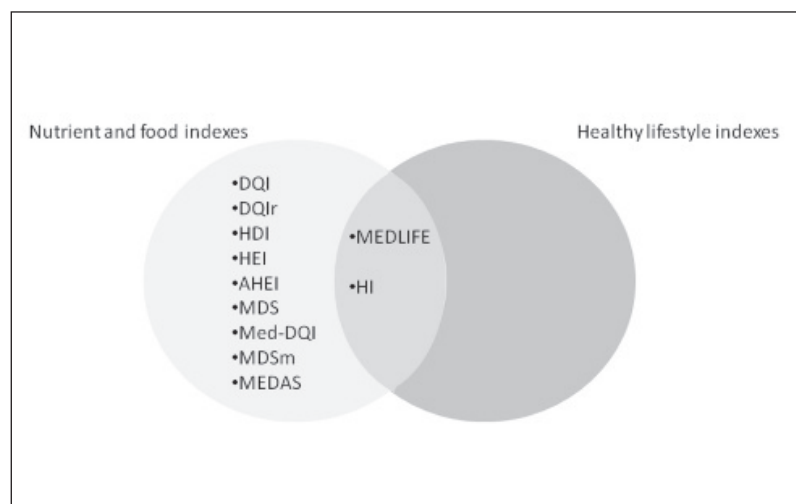 Nutrient and food indexes
Healthy lifestyle indexes
•DQI
•DQIr
•HDI
•HEI
•AHEI
•MDS
•Med-DQI
•MDSm
•MEDAS
•MEDLIFE
•HI